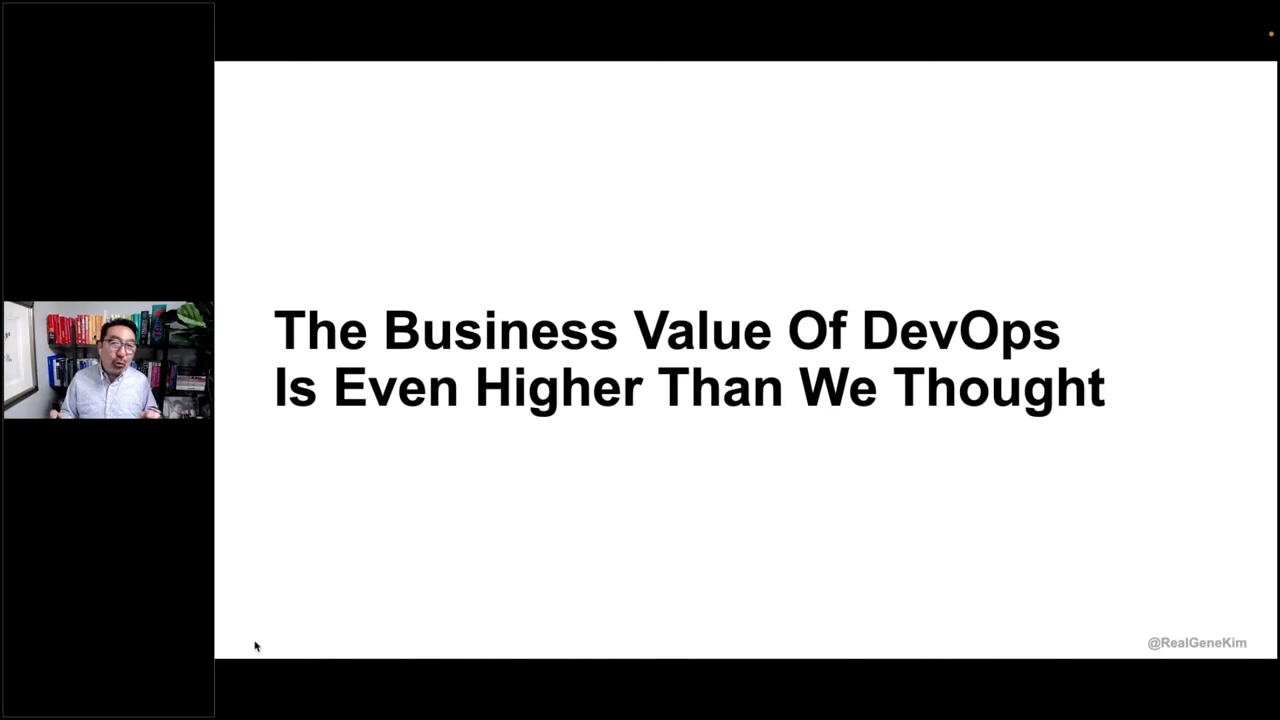 The Business Value Of DevOps
Is Even Higher Than We Thought
@RealGeneKim